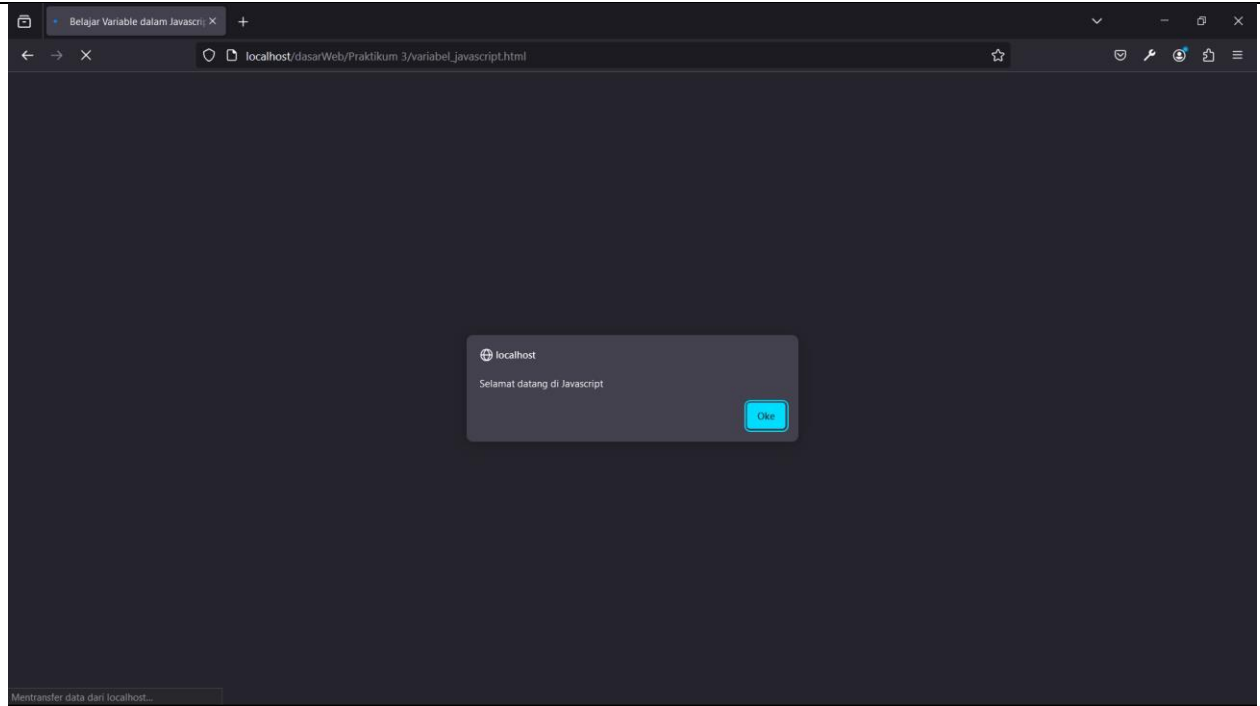 Belajar Variable dalam Javascrip
localhost/dasarWeb/Praktikum 3/variabel_javascript.html
localhost
Selamat datang di Javascript
Oke
Mentransfer data dari localhost...